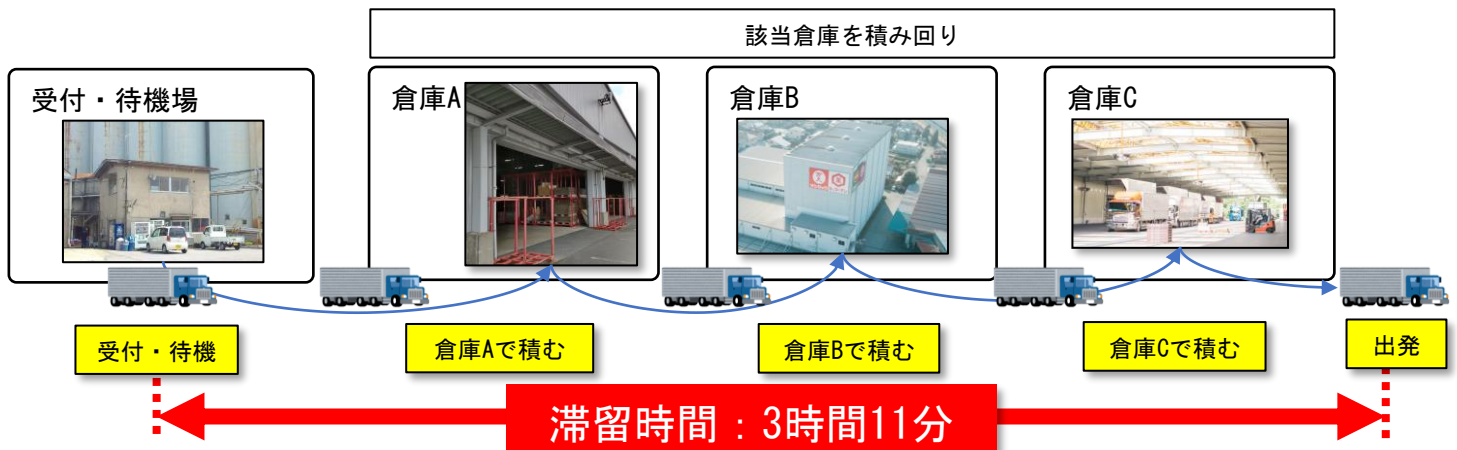 該当倉庫を積み回り
受付・待機場
倉庫A
倉庫B
倉庫C
受付・待機
倉庫Aで積む
倉庫Bで積む
倉庫Cで積む
出発
滞留時間：3時間11分